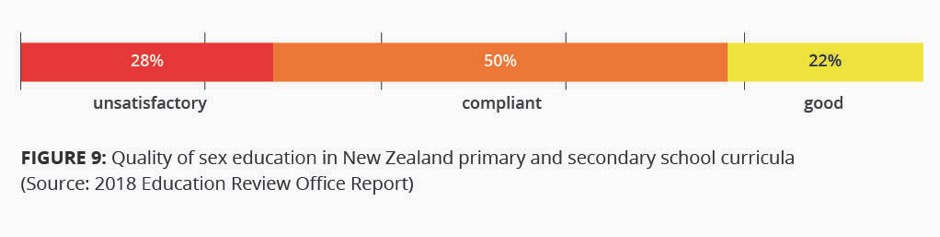 28% 50% 22%
unsatisfactory compliant good
FIGURE 9: Quality of sex education in New Zealand primary and secondary school curricula
(Source: 2018 Education Review Office Report)